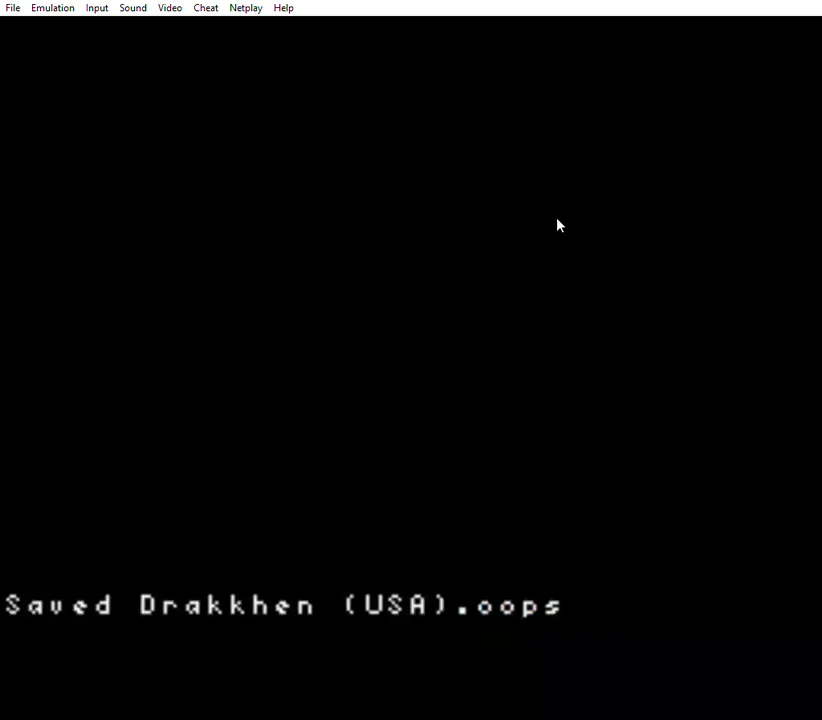 File Emulation Input Sound Video Cheat Netplay Help
Saved Drakkhen (USA).oops